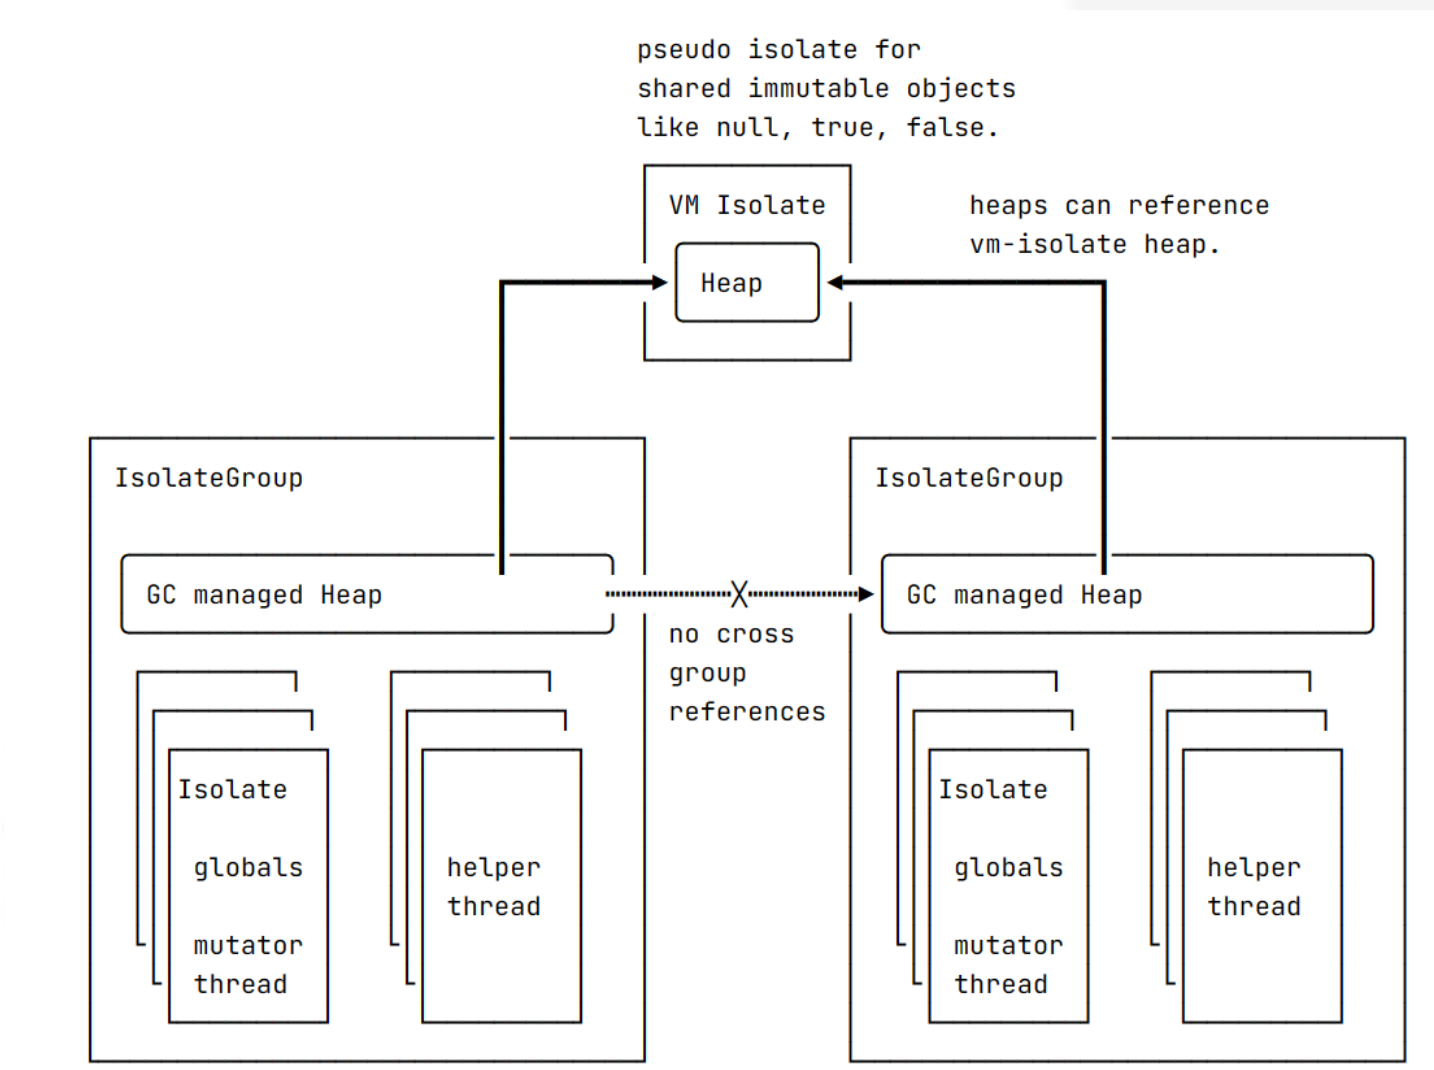 pseudo isolate for
shared immutable objects
like null, true, false.
VM Isolate
heaps can reference
vm-isolate heap.
Heap
IsolateGroup
GC managed Heap
no cross
group
references
Isolate
globals
mutator
thread
helper
thread
IsolateGroup
GC managed Heap
Isolate
globals
mutator
thread
helper
thread